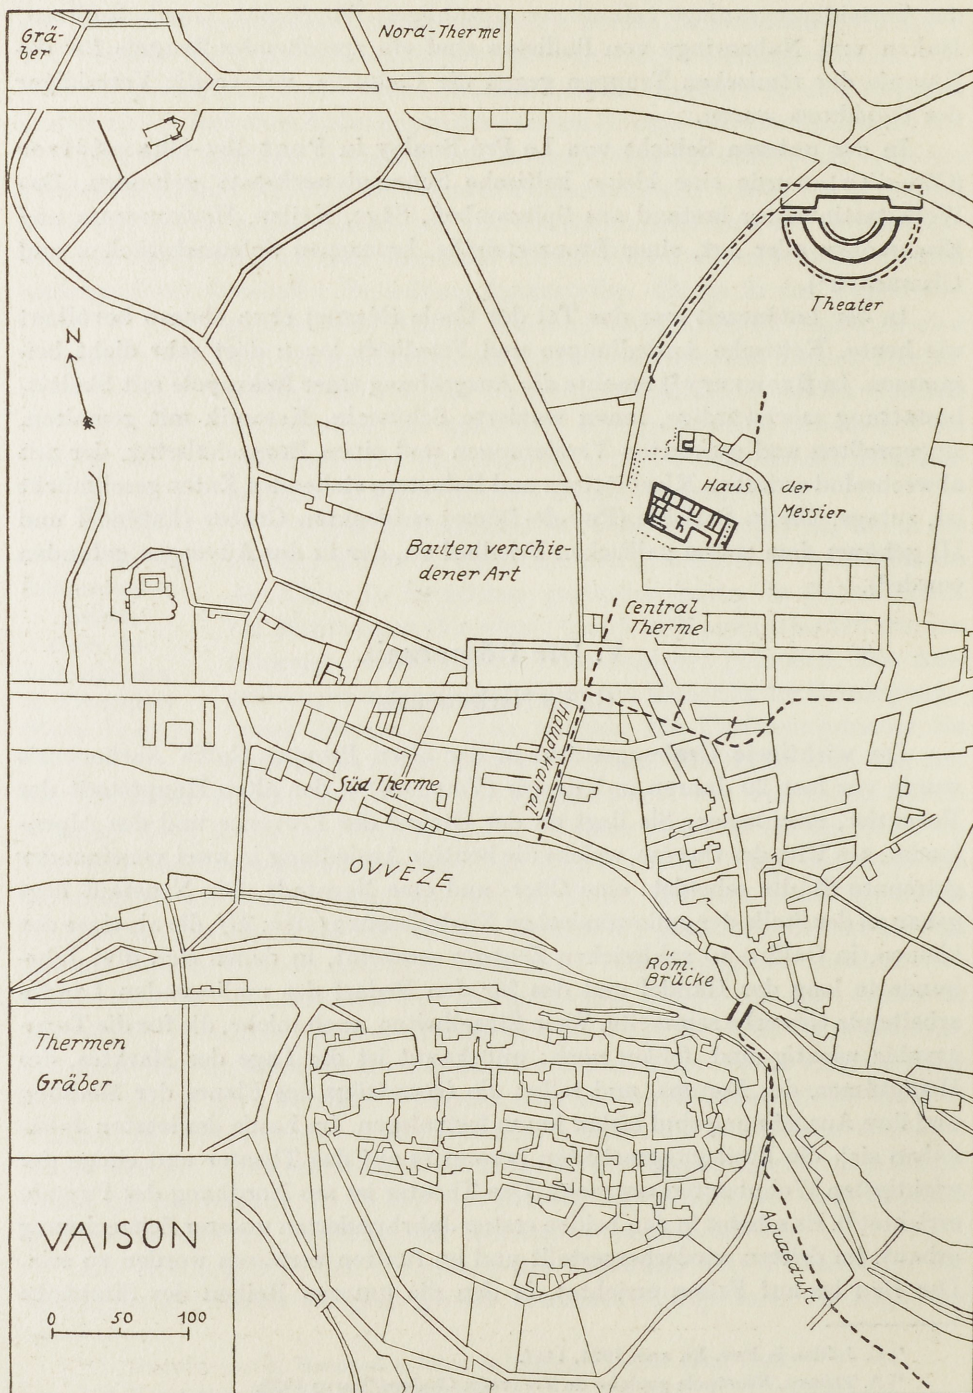 Grä-
ber
Nord-Therme
Theater
N
Haus der
Messier
Bauten verschie-
dener Art
Central
Therme
Hauptkanal
Süd Therme
OVVÈZE
Röm.
Brücke
Thermen
Gräber
Aquaedukt
VAISON
0 50 100